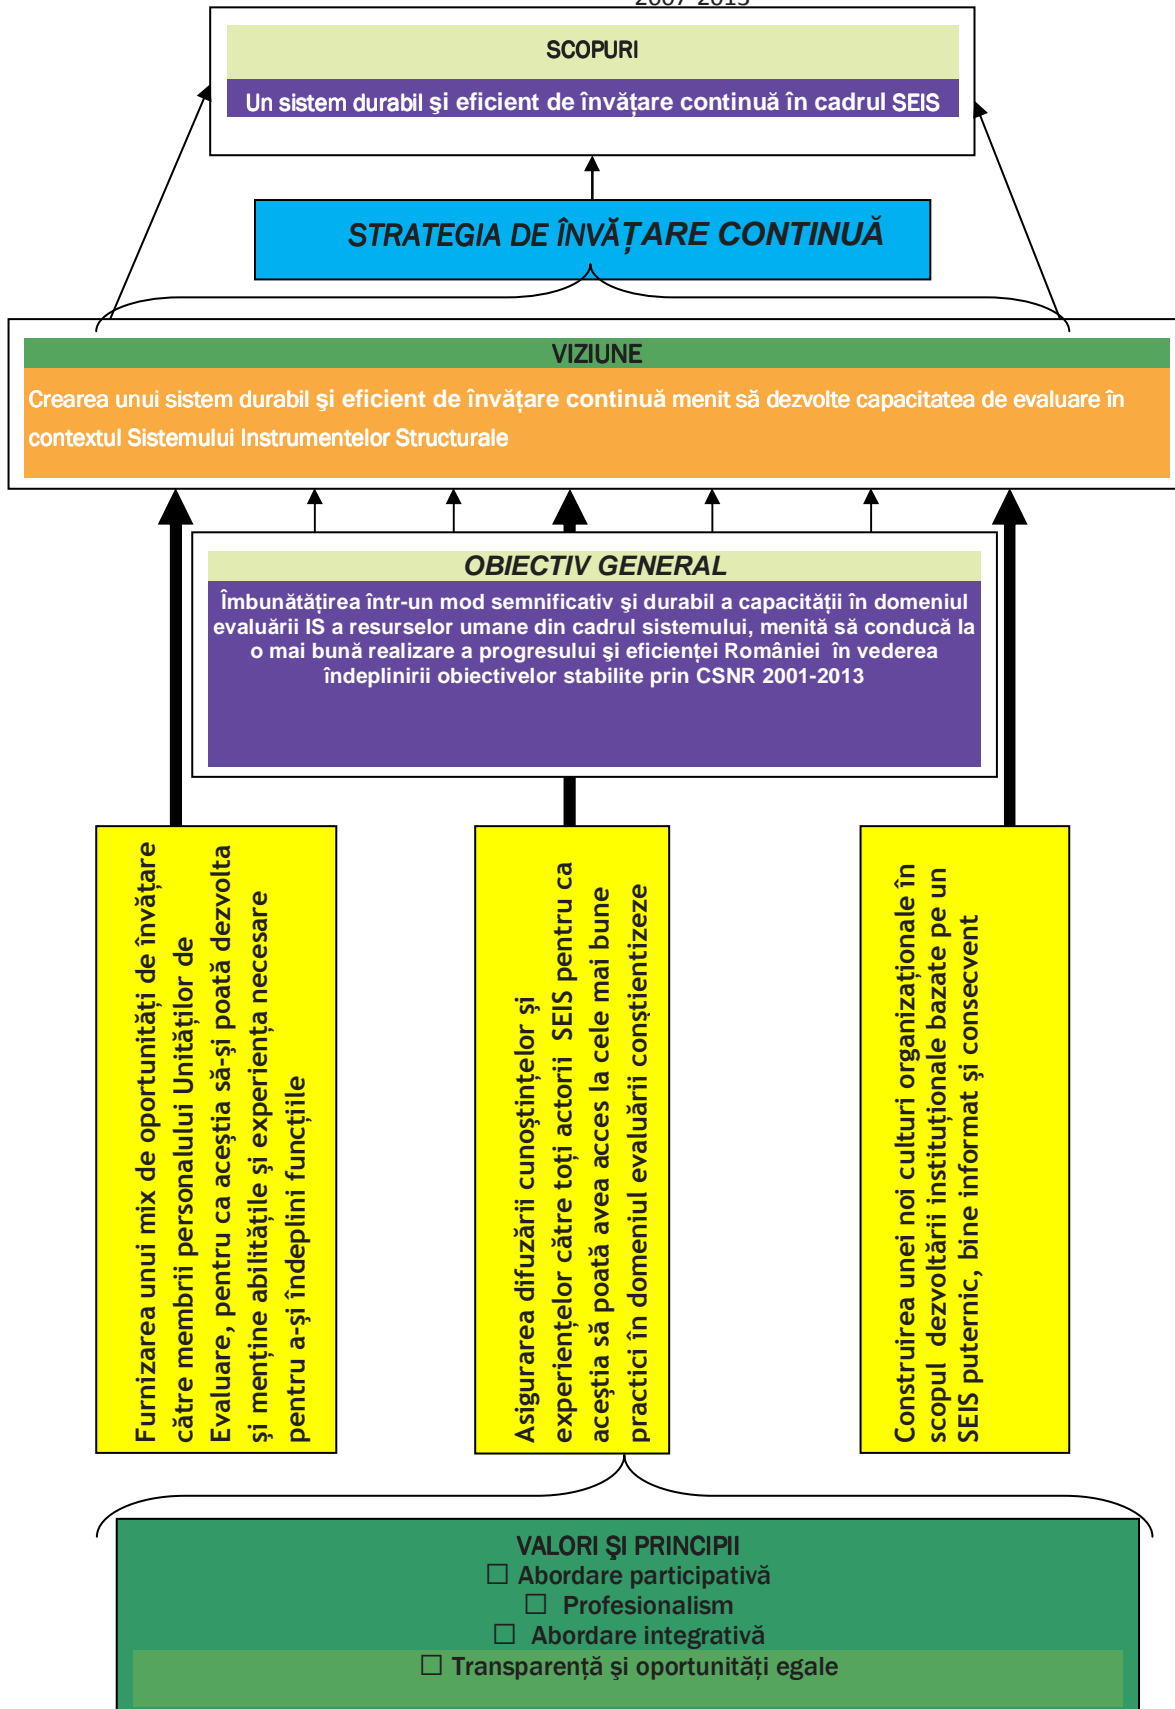 2007-2013
SCOPURI
Un sistem durabil şi eficient de învăţare continuă în cadrul SEIS
STRATEGIA DE ÎNVĂŢARE CONTINUĂ
VIZIUNE
Crearea unui sistem durabil şi eficient de învăţare continuă menit să dezvolte capacitatea de evaluare în
contextul Sistemului Instrumentelor Structurale
OBIECTIV GENERAL
Îmbunătăţirea într-un mod semnificativ şi durabil a capacităţii în domeniul
evaluării IS a resurselor umane din cadrul sistemului, menită să conducă la
o mai bună realizare a progresului şi eficienţei României în vederea
îndeplinirii obiectivelor stabilite prin CSNR 2001-2013
Furnizarea unui mix de oportunităţi de învăţare
către membrii personalului Unităţilor de
Evaluare, pentru ca aceştia să-şi poată dezvolta
şi menţine abilităţile şi experienţa necesare
pentru a-şi îndeplini funcţiile
Asigurarea difuzării cunoştinţelor şi
experienţelor către toţi actorii SEIS pentru ca
aceştia să poată avea acces la cele mai bune
practici în domeniul evaluării conştientizeze
Construirea unei noi culturi organizaţionale în
scopul dezvoltării instituţionale bazate pe un
SEIS puternic, bine informat şi consecvent
VALORI ŞI PRINCIPII
☐ Abordare participativă
☐ Profesionalism
☐ Abordare integrativă
☐ Transparenţă şi oportunităţi egale